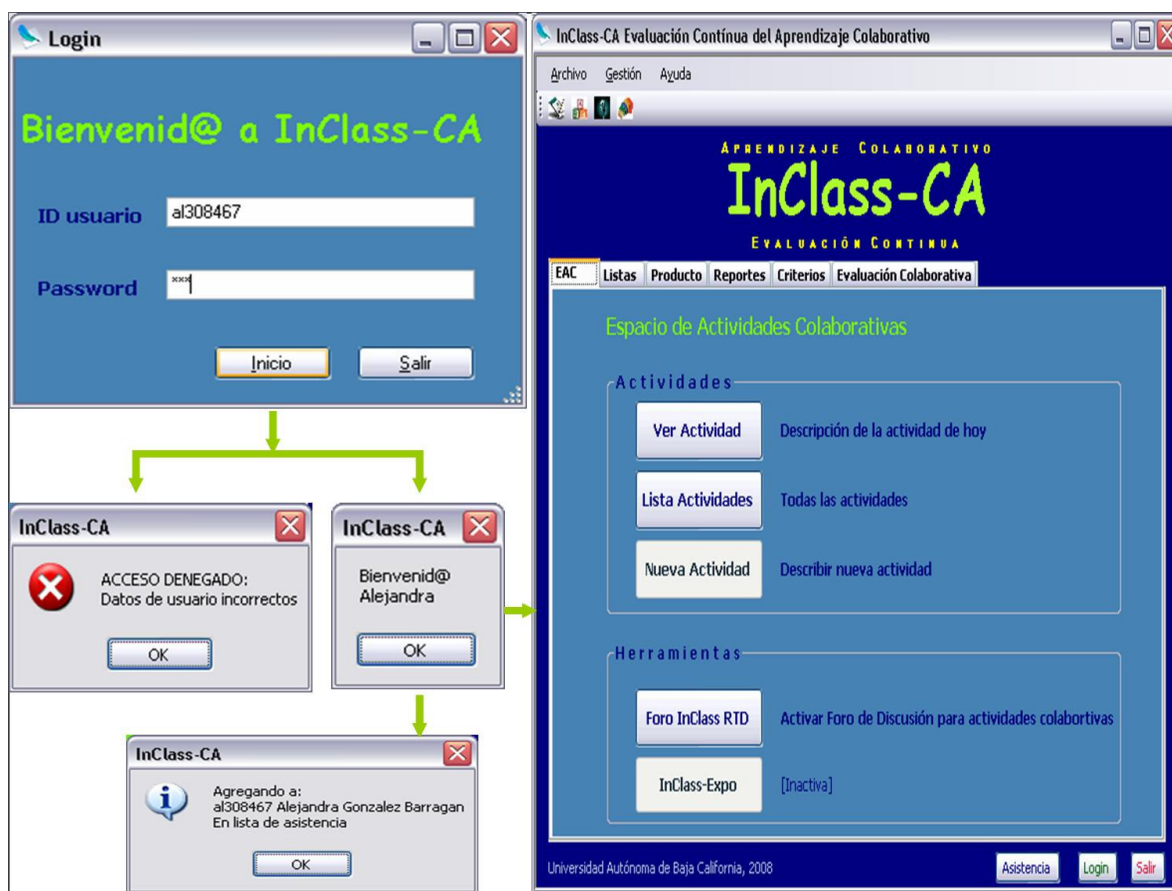 Login
Bienvenid@ a InClass-CA
ID usuario al308467
Password ***
Inicio Salir
InClass-CA
ACCESO DENEGADO:
Datos de usuario incorrectos
OK
InClass-CA
Bienvenid@
Alejandra
OK
InClass-CA
Agregando a:
al308467 Alejandra Gonzalez Barragan
En lista de asistencia
OK
InClass-CA Evaluación Contínua del Aprendizaje Colaborativo
Archivo Gestión Ayuda
APRENDIZAJE COLABORATIVO
InClass-CA
EVALUACIÓN CONTINUA
EAC Listas Producto Reportes Criterios Evaluación Colaborativa
Espacio de Actividades Colaborativas
Actividades
Ver Actividad Descripción de la actividad de hoy
Lista Actividades Todas las actividades
Nueva Actividad Describir nueva actividad
Herramientas
Foro InClass RTD Activar Foro de Discusión para actividades colabortivas
InClass-Expo [Inactiva]
Universidad Autónoma de Baja California, 2008 Asistencia Login Salir